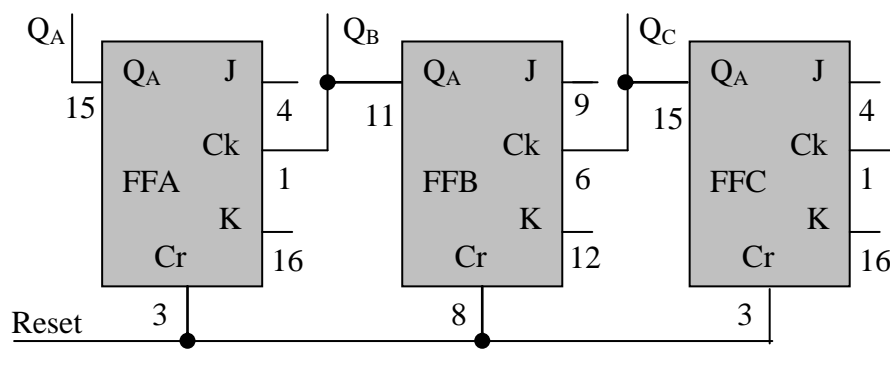 QA QB QC
QA J QA J QA J
15 4 11 9 15 4
Ck Ck Ck
FFA 1 FFB 6 FFC 1
K K K
Cr 16 Cr 12 Cr 16
Reset 3 8 3